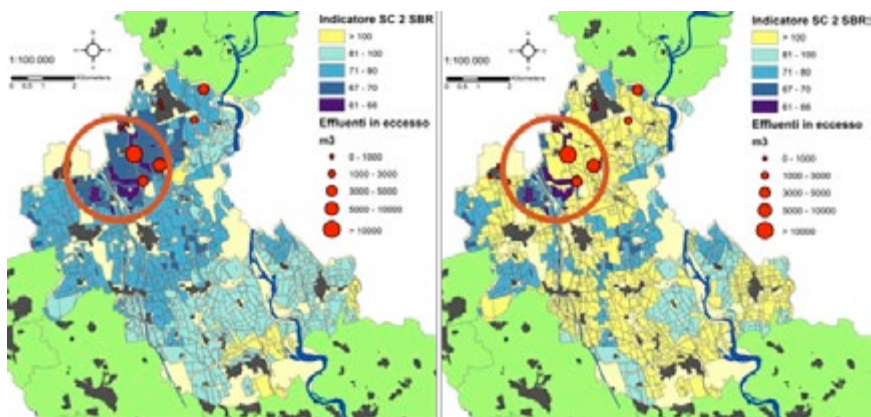 Indicatore SC 2 SBR
> 100
81 - 100
71 - 80
67 - 70
61 - 66
Effluenti in eccesso
m3
0 - 1000
1000 - 3000
3000 - 5000
5000 - 10000
> 10000
1:100.000
0 0.5 1 2
Kilometers
Indicatore SC 2 SBR:
> 100
81 - 100
71 - 80
67 - 70
61 - 66
Effluenti in eccesso
m3
0 - 1000
1000 - 3000
3000 - 5000
5000 - 10000
> 10000
1:100.000
0 0.5 1 2
Kilometers